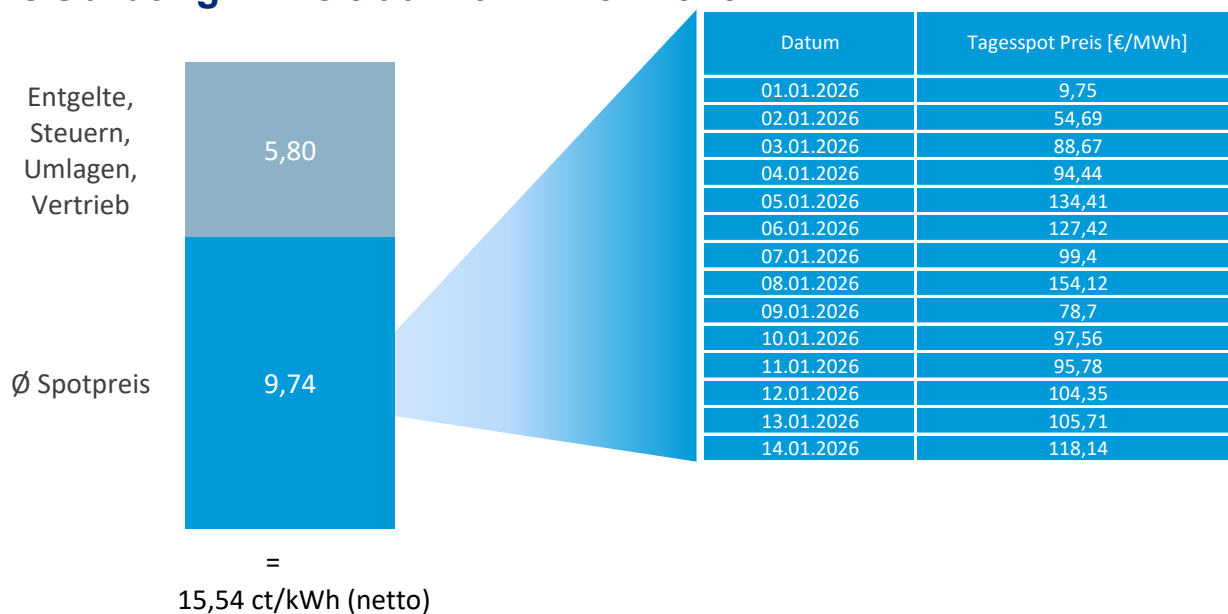 Entgelte,
Steuern,
Umlagen,
Vertrieb
5,80
Ø Spotpreis
9,74
=
15,54 ct/kWh (netto)
Datum Tagesspot Preis [€/MWh]
01.01.2026 9,75
02.01.2026 54,69
03.01.2026 88,67
04.01.2026 94,44
05.01.2026 134,41
06.01.2026 127,42
07.01.2026 99,4
08.01.2026 154,12
09.01.2026 78,7
10.01.2026 97,56
11.01.2026 95,78
12.01.2026 104,35
13.01.2026 105,71
14.01.2026 118,14